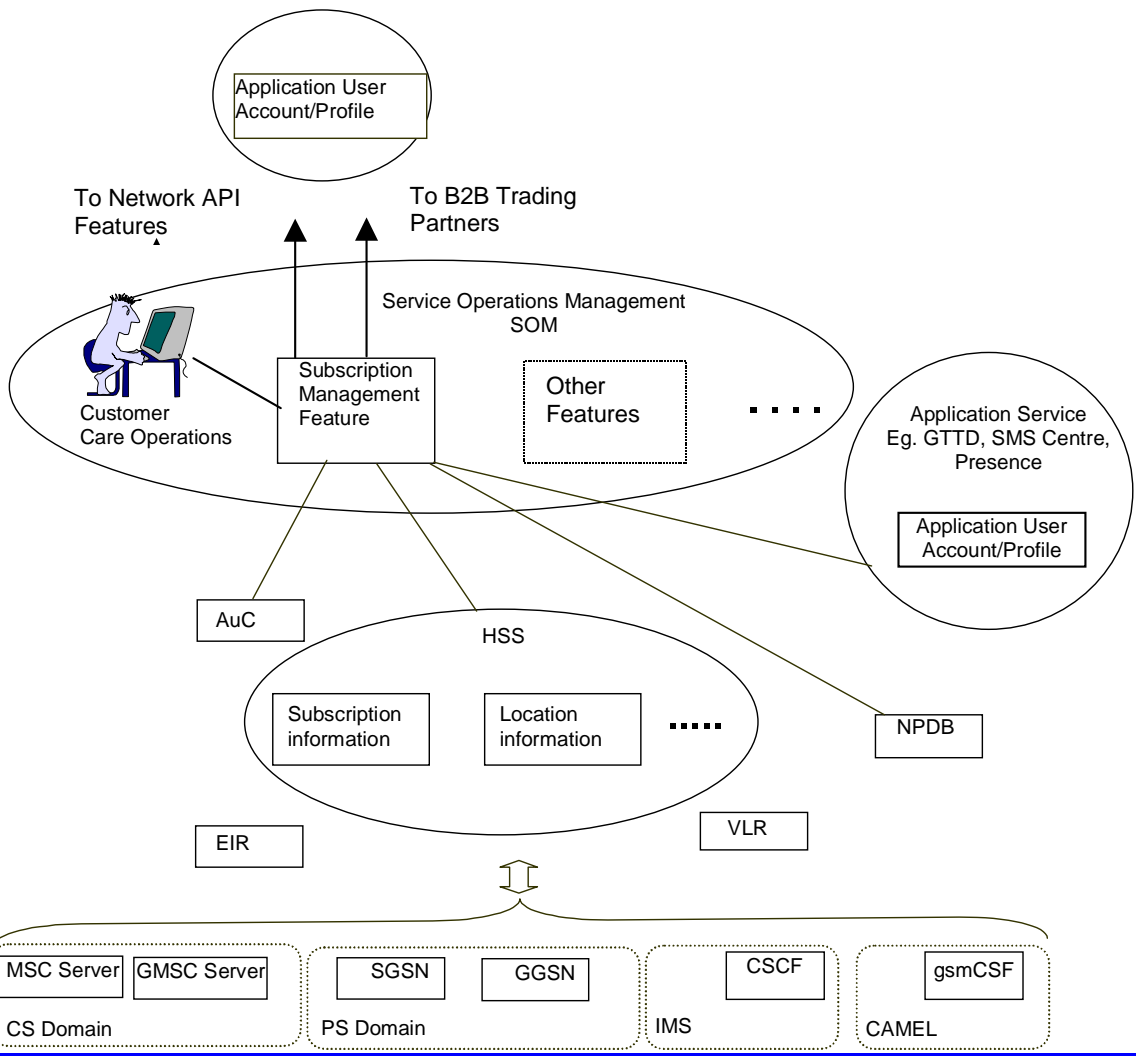 Application User
Account/Profile
To Network API
Features
To B2B Trading
Partners
Service Operations Management
SOM
Subscription
Management
Feature
Other
Features
Customer
Care Operations
Application Service
Eg. GTTD, SMS Centre,
Presence
Application User
Account/Profile
AuC
HSS
Subscription
information
Location
information
NPDB
EIR
VLR
MSC Server
GMSC Server
SGSN
GGSN
CSCF
gsmCSF
CS Domain
PS Domain
IMS
CAMEL